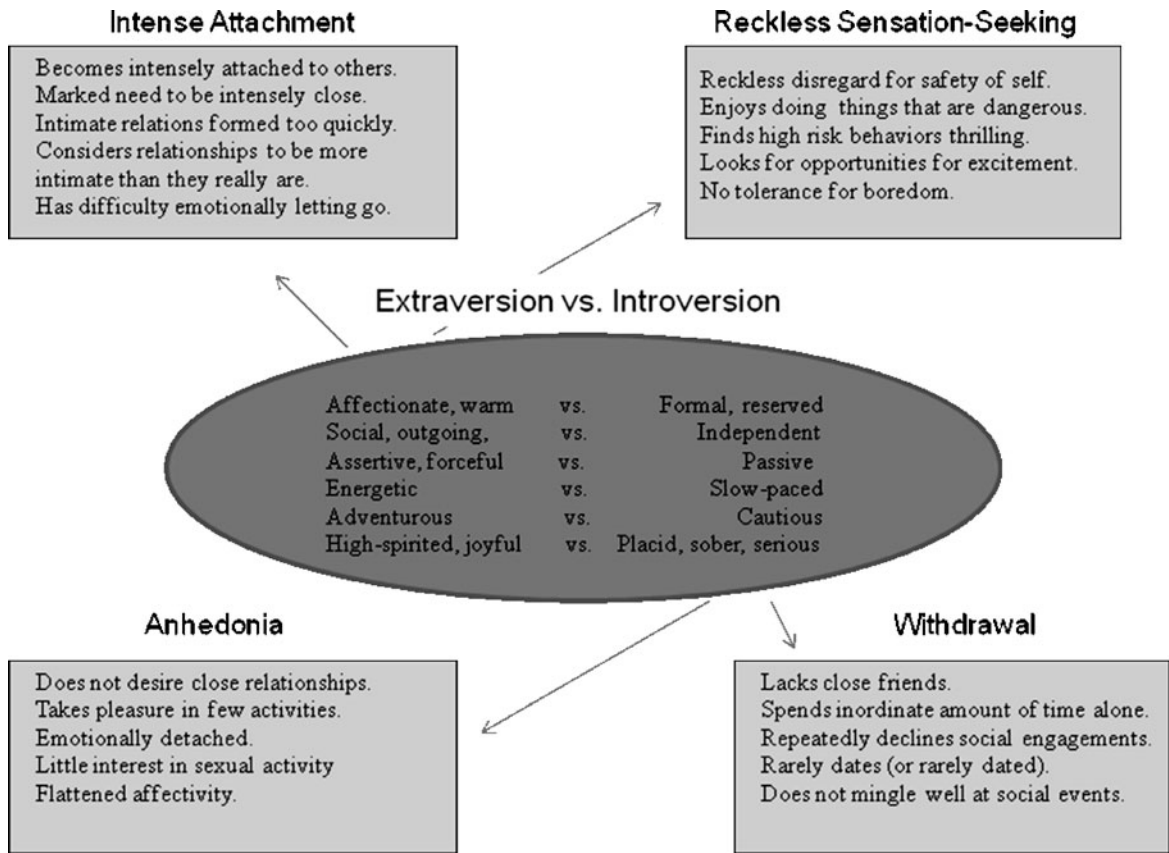 Intense Attachment
Becomes intensely attached to others.
Marked need to be intensely close.
Intimate relations formed too quickly.
Considers relationships to be more
intimate than they really are.
Has difficulty emotionally letting go.
Reckless Sensation-Seeking
Reckless disregard for safety of self.
Enjoys doing things that are dangerous.
Finds high risk behaviors thrilling.
Looks for opportunities for excitement.
No tolerance for boredom.
Extraversion vs. Introversion
Affectionate, warm vs. Formal, reserved
Social, outgoing, vs. Independent
Assertive, forceful vs. Passive
Energetic vs. Slow-paced
Adventurous vs. Cautious
High-spirited, joyful vs. Placid, sober, serious
Anhedonia
Does not desire close relationships.
Takes pleasure in few activities.
Emotionally detached.
Little interest in sexual activity
Flattened affectivity.
Withdrawal
Lacks close friends.
Spends inordinate amount of time alone.
Repeatedly declines social engagements.
Rarely dates (or rarely dated).
Does not mingle well at social events.